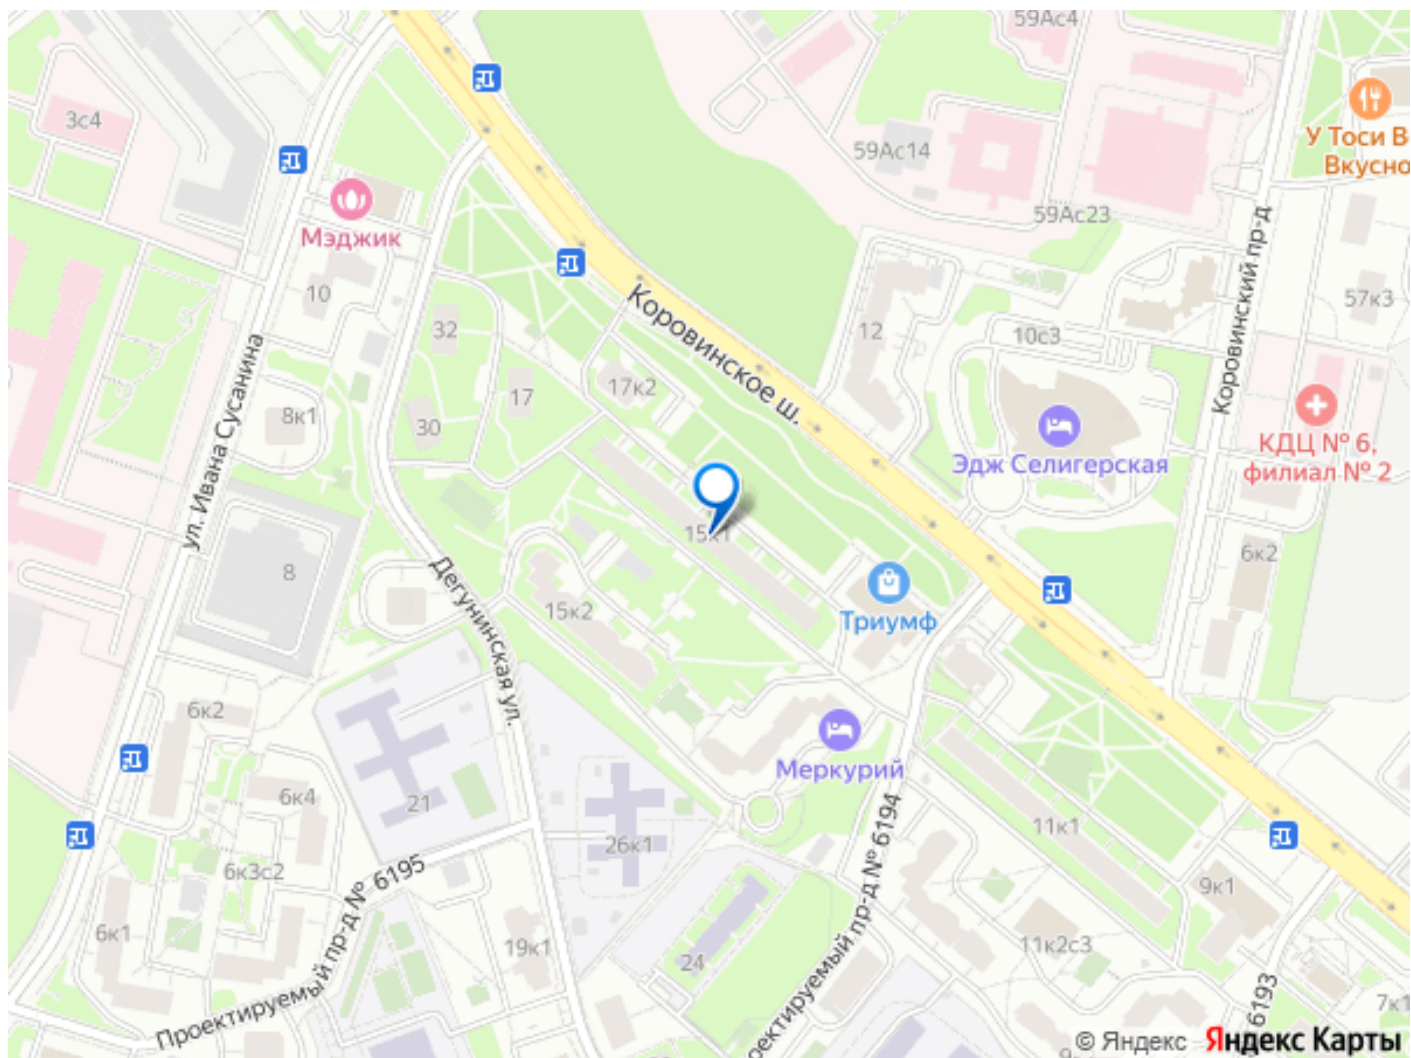 59Ас4
3с4
59Ас14
У Тоси В
Вкусно
Мэджик
59Ас23
10
32
Коровинское ш.
12
10с3
57к3
Коровинский пр-д
ул. Ивана Сусанина
17
17к2
8к1
30
Эдж Селигерская
КДЦ № 6,
филиал № 2
15к1
6к2
8
Дегунинская ул.
15к2
Триумф
6к2
Меркурий
6к4
21
26к1
11к1
Проектируемый пр-д № 6194
6к3с2
Проектируемый пр-д № 6195
9к1
6к1
19к1
24
11к2с3
6193
7к1
© Яндекс Яндекс Карты